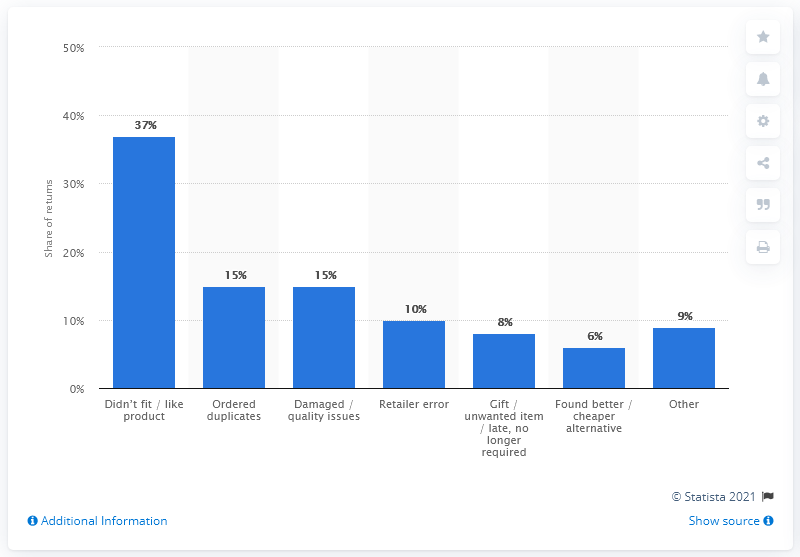 50%
40%
30%
20%
10%
0%
Share of returns
37%
15%
15%
10%
8%
6%
9%
Didn't fit / like
product
Ordered
duplicates
Damaged /
quality issues
Retailer error
Gift /
unwanted item
/ late, no
longer
required
Found better /
cheaper
alternative
Other
© Statista 2021
Additional Information
Show source